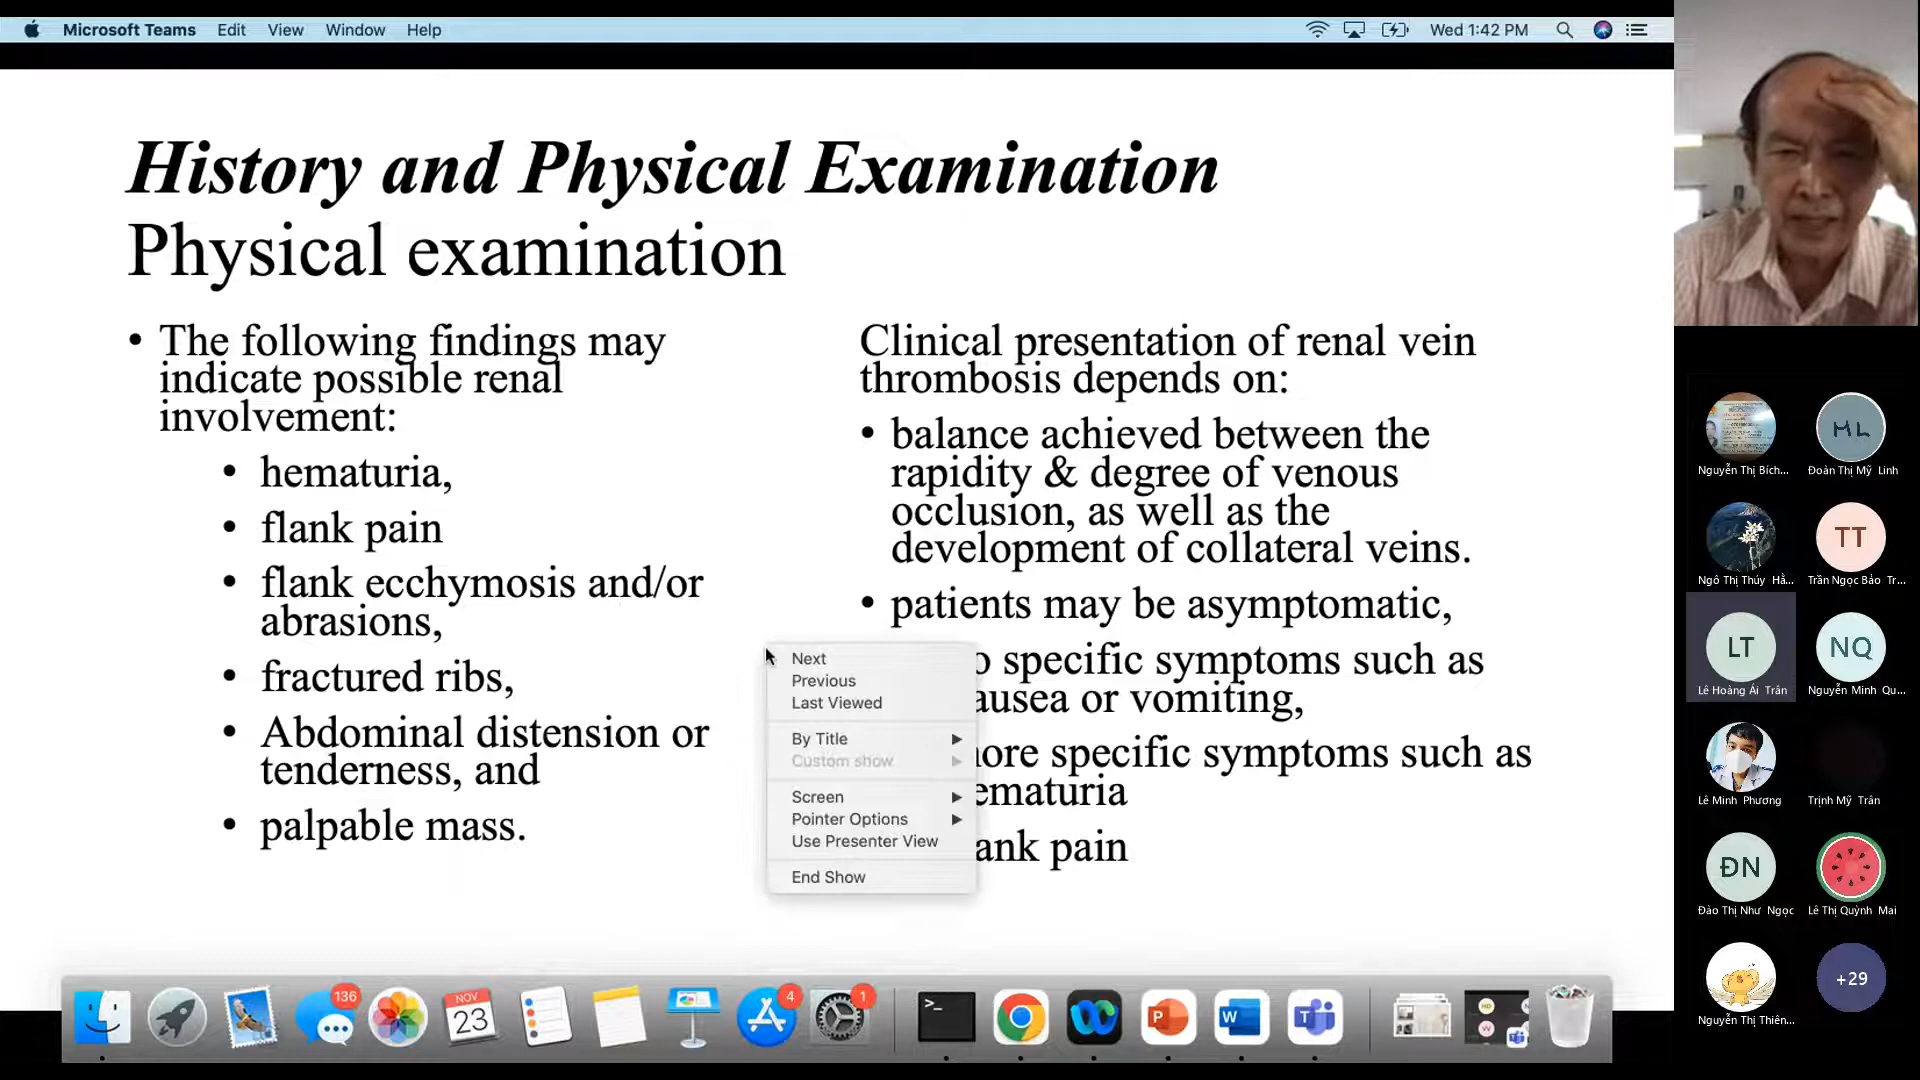 Microsoft Teams Edit View Window Help Wed 1:42 PM
History and Physical Examination
Physical examination
• The following findings may
indicate possible renal
involvement:
• hematuria,
• flank pain
• flank ecchymosis and/or
abrasions,
• fractured ribs,
• Abdominal distension or
tenderness, and
• palpable mass.
Clinical presentation of renal vein
thrombosis depends on:
• balance achieved between the
rapidity & degree of venous
occlusion, as well as the
development of collateral veins.
• patients may be asymptomatic,
specific symptoms such as
ausea or vomiting,
ore specific symptoms such as
ematuria
ank pain
Next
Previous
Last Viewed
By Title
Custom show
Screen
Pointer Options
Use Presenter View
End Show
136
NOV
23
4
1
P
W
T
Nguyễn Thị Bích...
ML
Đoàn Thị Mỹ Linh
Ngô Thị Thúy Hằ...
TT
Trần Ngọc Bảo Tr...
LT
Lê Hoàng Ái Trân
NQ
Nguyễn Minh Qu...
Lê Minh Phương
Trịnh Mỹ Trân
ĐN
Đào Thị Như Ngọc
Lê Thị Quỳnh Mai
Nguyễn Thị Thiên...
+29